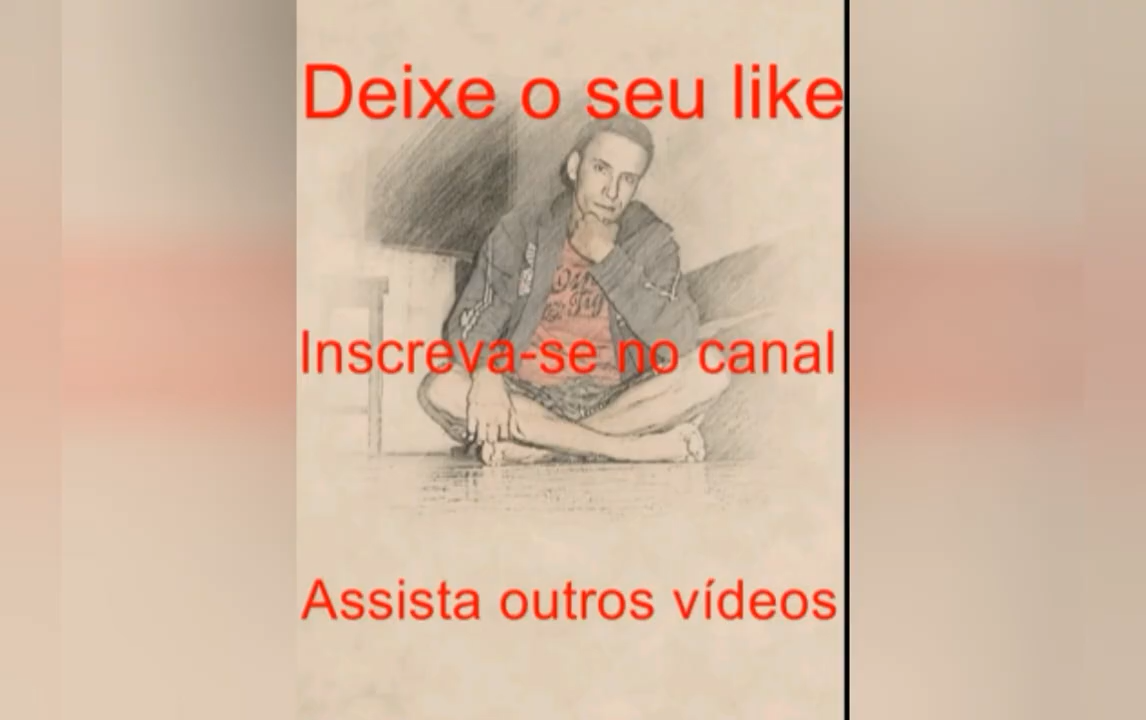 Deixe o seu like
Inscreva-se no canal
Assista outros vídeos